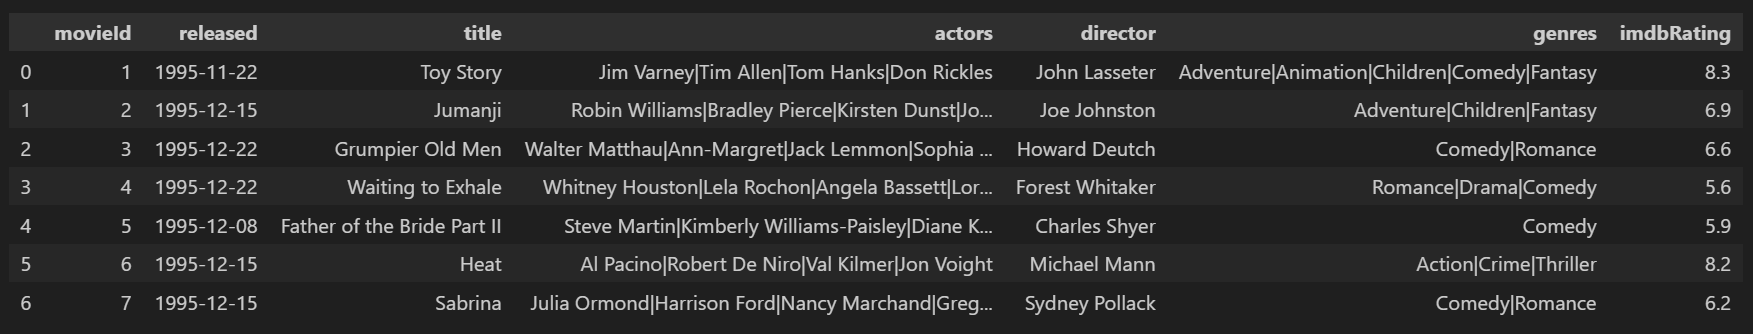 movieId released title actors director genres imdbRating
0 1 1995-11-22 Toy Story Jim Varney|Tim Allen|Tom Hanks|Don Rickles John Lasseter Adventure|Animation|Children|Comedy|Fantasy 8.3
1 2 1995-12-15 Jumanji Robin Williams|Bradley Pierce|Kirsten Dunst|Jo... Joe Johnston Adventure|Children|Fantasy 6.9
2 3 1995-12-22 Grumpier Old Men Walter Matthau|Ann-Margret|Jack Lemmon|Sophia ... Howard Deutch Comedy|Romance 6.6
3 4 1995-12-22 Waiting to Exhale Whitney Houston|Lela Rochon|Angela Bassett|Lor... Forest Whitaker Romance|Drama|Comedy 5.6
4 5 1995-12-08 Father of the Bride Part II Steve Martin|Kimberly Williams-Paisley|Diane K... Charles Shyer Comedy 5.9
5 6 1995-12-15 Heat Al Pacino|Robert De Niro|Val Kilmer|Jon Voight Michael Mann Action|Crime|Thriller 8.2
6 7 1995-12-15 Sabrina Julia Ormond|Harrison Ford|Nancy Marchand|Greg... Sydney Pollack Comedy|Romance 6.2